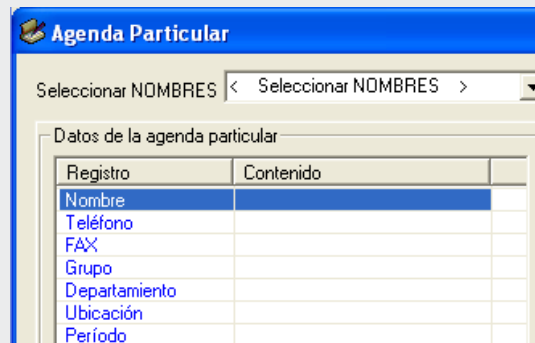 Agenda Particular
Seleccionar NOMBRES < Seleccionar NOMBRES >
Datos de la agenda particular
Registro Contenido
Nombre
Teléfono
FAX
Grupo
Departamiento
Ubicación
Período